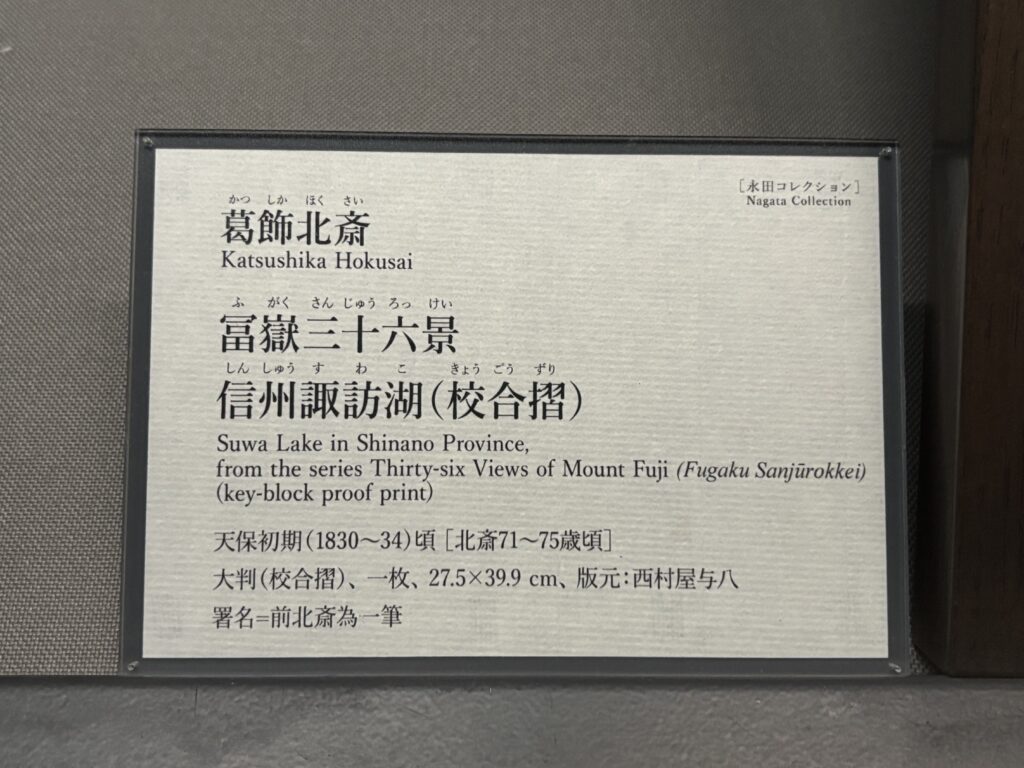 [永田コレクション]
Nagata Collection
かつ しか ほく さい
葛飾北斎
Katsushika Hokusai
ふ がく さん じゅう ろっ けい
冨嶽三十六景
しん しゅう す わ こ きょう ごう ずり
信州諏訪湖(校合摺)
Suwa Lake in Shinano Province,
from the series Thirty-six Views of Mount Fuji (Fugaku Sanjūrokkei)
(key-block proof print)
天保初期(1830〜34)頃 [北斎71〜75歳頃]
大判(校合摺)、一枚、27.5×39.9 cm、版元:西村屋与八
署名=前北斎為一筆